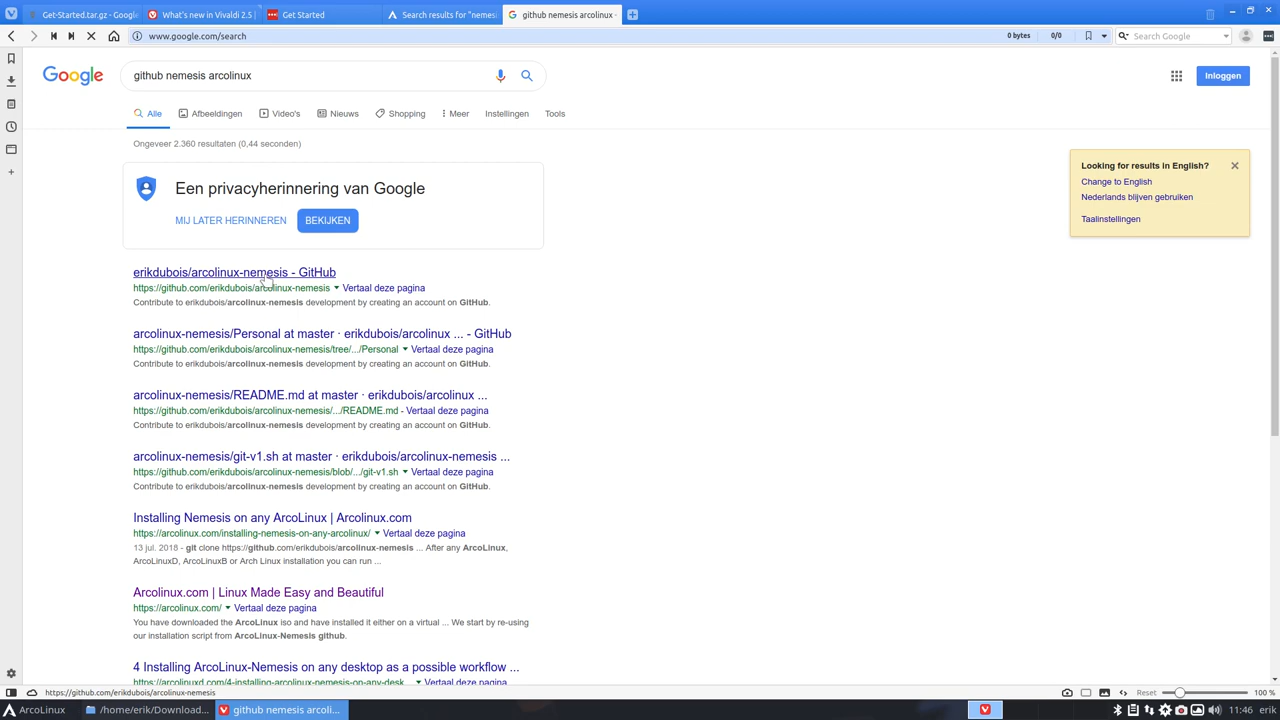 Get-Started.tar.gz - Google
What's new in Vivaldi 2.5 |
Get Started
Search results for "nemesi
github nemesis arcolinux -
www.google.com/search
0 bytes
0/0
Search Google
Google
github nemesis arcolinux
Inloggen
Alle
Afbeeldingen
Video's
Nieuws
Shopping
Meer
Instellingen
Tools
Ongeveer 2.360 resultaten (0,44 seconden)
Een privacyherinnering van Google
MIJ LATER HERINNEREN
BEKIJKEN
Looking for results in English?
Change to English
Nederlands blijven gebruiken
Taalinstellingen
erikdubois/arcolinux-nemesis - GitHub
https://github.com/erikdubois/arcolinux-nemesis ▾ Vertaal deze pagina
Contribute to erikdubois/arcolinux-nemesis development by creating an account on GitHub.
arcolinux-nemesis/Personal at master · erikdubois/arcolinux ... - GitHub
https://github.com/erikdubois/arcolinux-nemesis/tree/.../Personal ▾ Vertaal deze pagina
Contribute to erikdubois/arcolinux-nemesis development by creating an account on GitHub.
arcolinux-nemesis/README.md at master · erikdubois/arcolinux ...
https://github.com/erikdubois/arcolinux-nemesis/.../README.md - Vertaal deze pagina
Contribute to erikdubois/arcolinux-nemesis development by creating an account on GitHub.
arcolinux-nemesis/git-v1.sh at master · erikdubois/arcolinux-nemesis ...
https://github.com/erikdubois/arcolinux-nemesis/blob/.../git-v1.sh ▾ Vertaal deze pagina
Contribute to erikdubois/arcolinux-nemesis development by creating an account on GitHub.
Installing Nemesis on any ArcoLinux | Arcolinux.com
https://arcolinux.com/installing-nemesis-on-any-arcolinux/ ▾ Vertaal deze pagina
13 jul. 2018 - git clone https://github.com/erikdubois/arcolinux-nemesis ... After any ArcoLinux,
ArcoLinuxD, ArcoLinuxB or Arch Linux installation you can run ...
Arcolinux.com | Linux Made Easy and Beautiful
https://arcolinux.com/ ▾ Vertaal deze pagina
You have downloaded the ArcoLinux iso and have installed it either on a virtual ... We start by re-using
our installation script from ArcoLinux-Nemesis github.
4 Installing ArcoLinux-Nemesis on any desktop as a possible workflow ...
https://arcolinuxd.com/4-installing-arcolinux-nemesis-on-any-desk... ▾ Vertaal deze pagina
https://github.com/erikdubois/arcolinux-nemesis
Reset
100 %
ArcoLinux
/home/erik/Download...
github nemesis arcoli...
11:46
erik